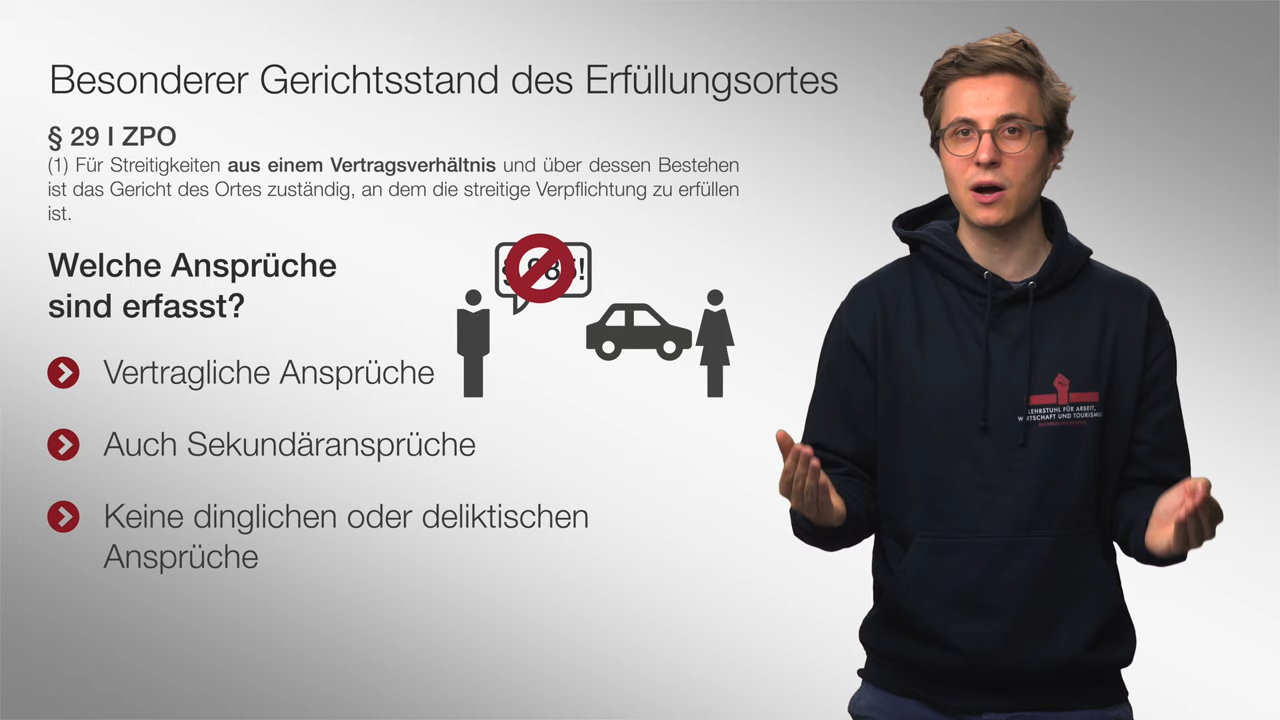 Besonderer Gerichtsstand des Erfüllungsortes
§ 29 I ZPO
(1) Für Streitigkeiten aus einem Vertragsverhältnis und über dessen Bestehen
ist das Gericht des Ortes zuständig, an dem die streitige Verpflichtung zu erfüllen
ist.
Welche Ansprüche
sind erfasst?
Vertragliche Ansprüche
Auch Sekundäransprüche
Keine dinglichen oder deliktischen
Ansprüche
LEHRSTUHL FÜR ARBEIT,
WIRTSCHAFT UND TOURISMUS